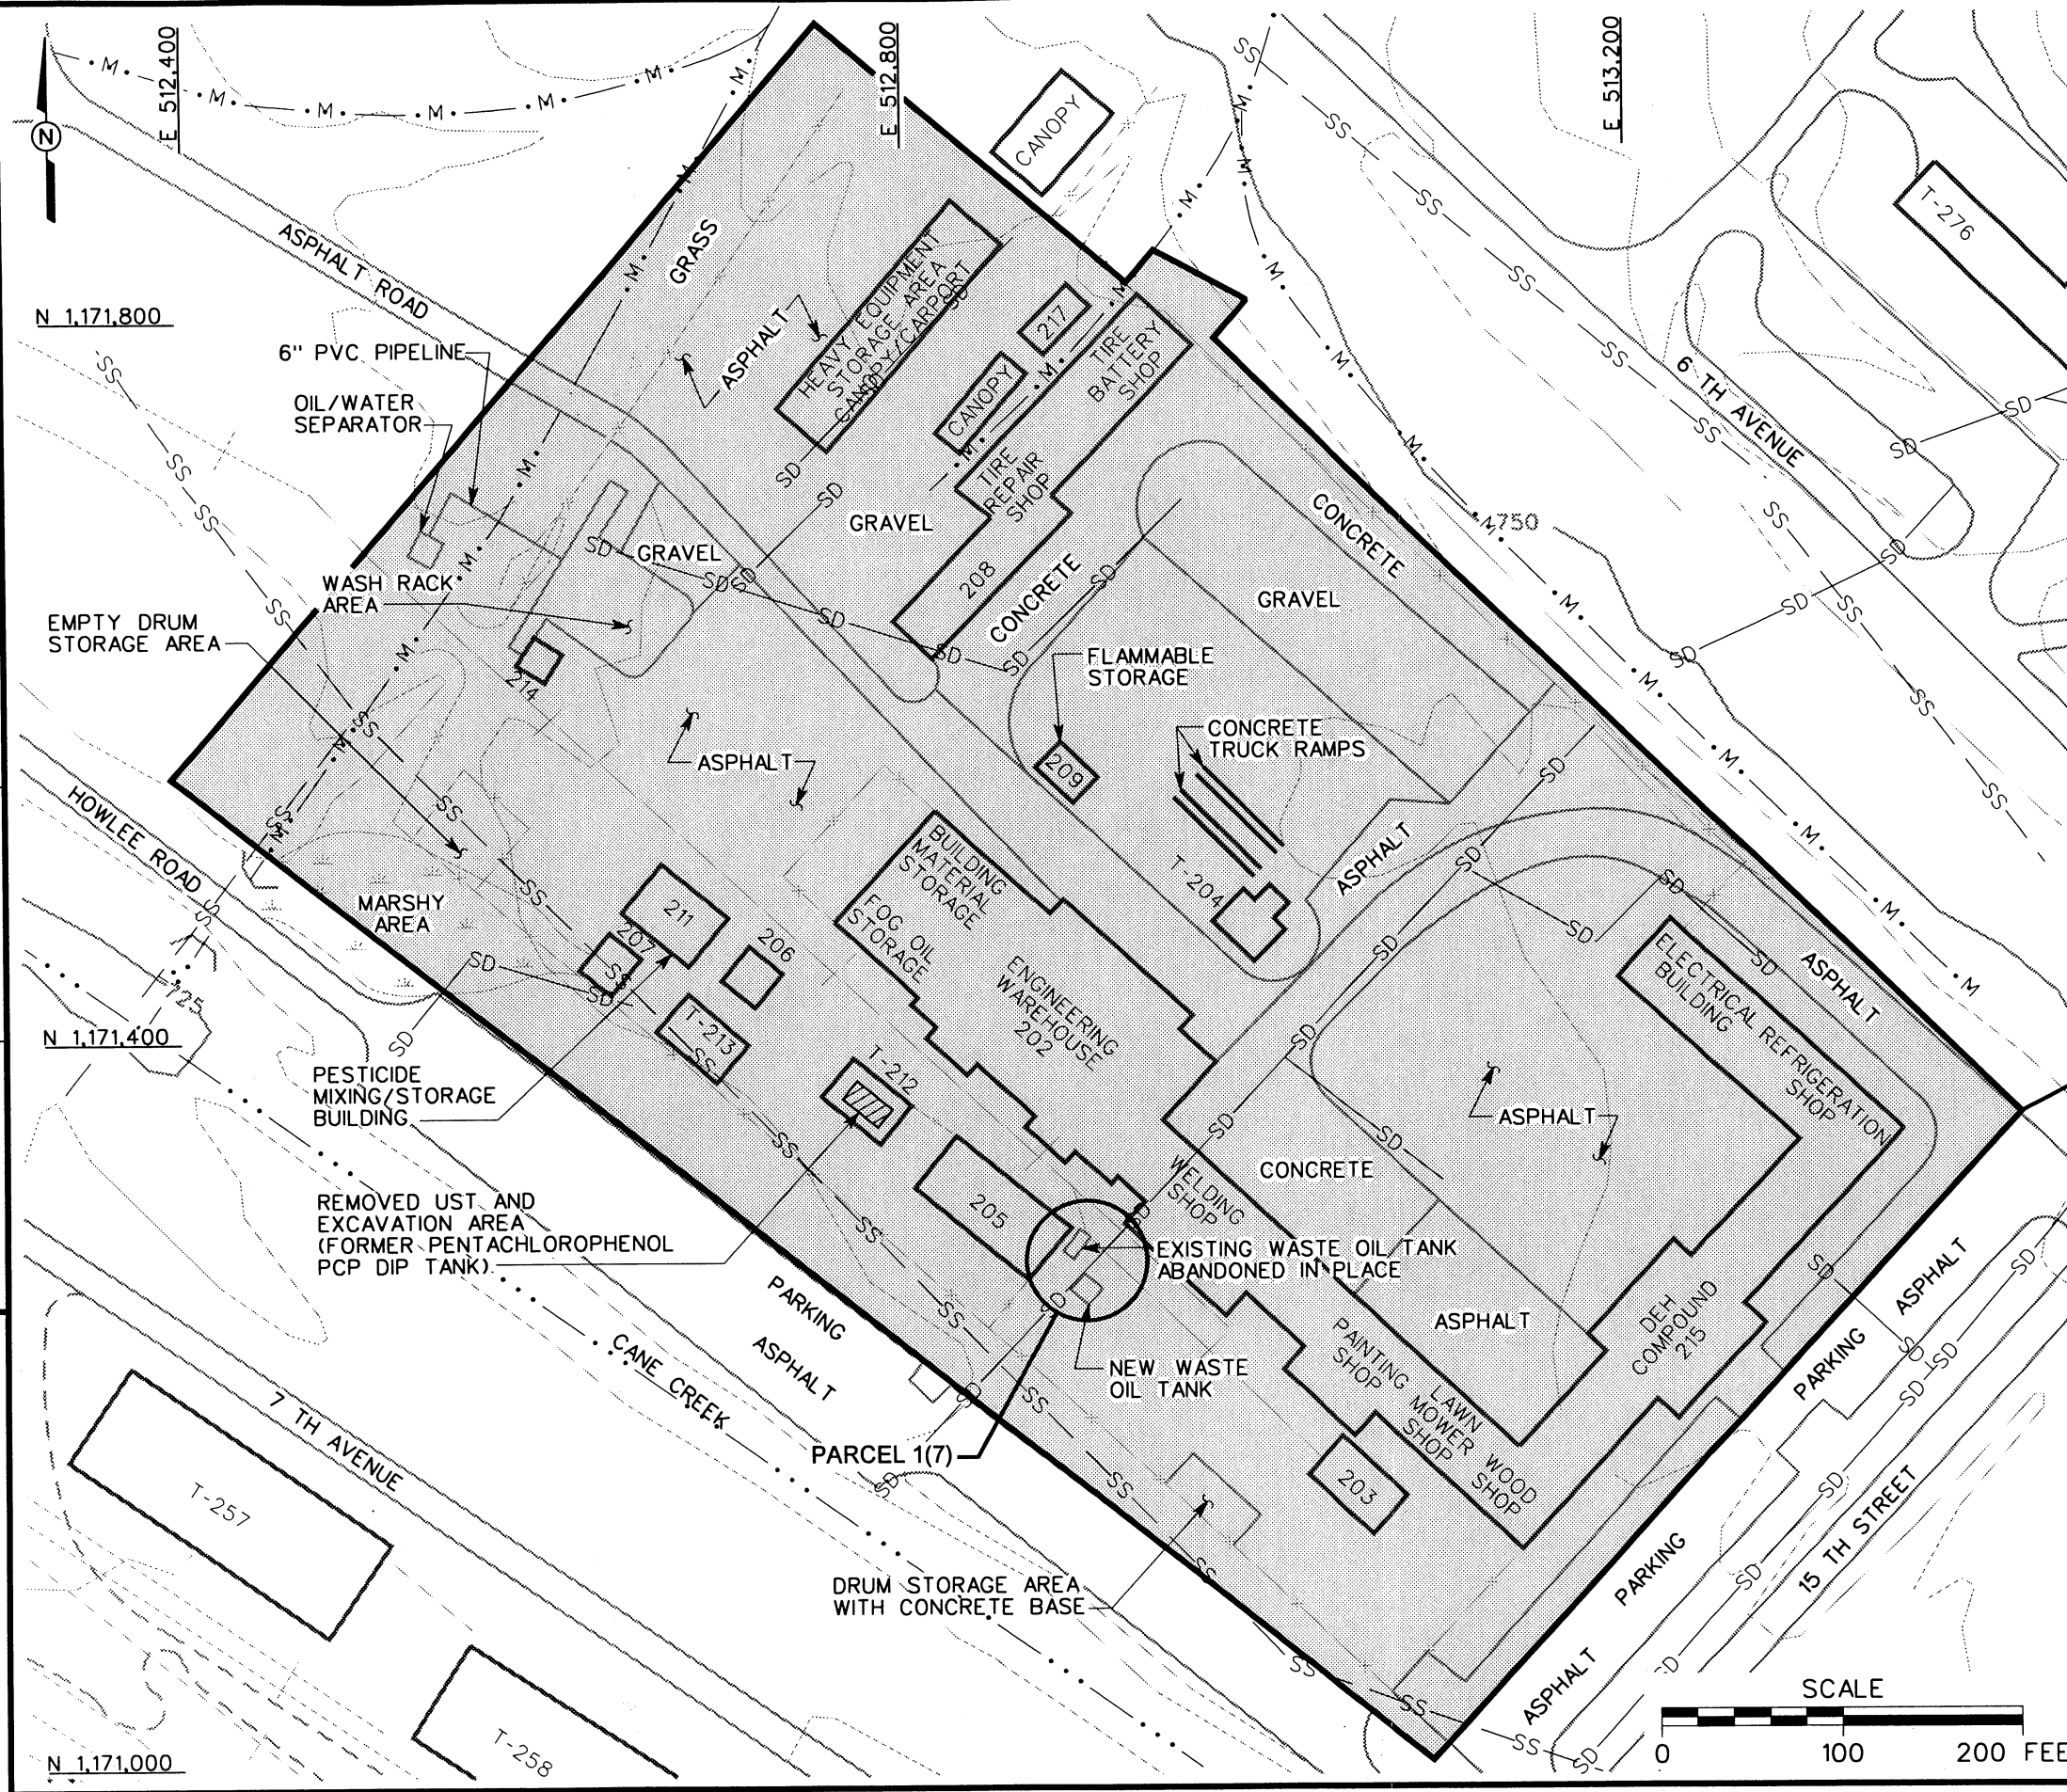 E 512,400
E 512,800
E 513,200
N
CANOPY
T-276
ASPHALT ROAD
GRASS
N 1,171,800
6" PVC PIPELINE
OIL/WATER
SEPARATOR
ASPHALT
HEAVY EQUIPMENT
STORAGE AREA
CANOPY/CARPORT
217
CANOPY
TIRE
BATTERY
SHOP
TIRE
REPAIR
SHOP
6 TH AVENUE
GRAVEL
GRAVEL
CONCRETE
750
WASH RACK
AREA
208
CONCRETE
GRAVEL
EMPTY DRUM
STORAGE AREA
214
FLAMMABLE
STORAGE
CONCRETE
TRUCK RAMPS
ASPHALT
209
HOWLEE ROAD
MARSHY
AREA
211
207
206
BUILDING
MATERIAL
STORAGE
FOG OIL
STORAGE
T-204
ASPHALT
ENGINEERING
WAREHOUSE
202
ELECTRICAL REFRIGERATION
BUILDING SHOP
ASPHALT
725
N 1,171,400
T-213
T-212
PESTICIDE
MIXING/STORAGE
BUILDING
ASPHALT
REMOVED UST AND
EXCAVATION AREA
(FORMER PENTACHLOROPHENOL
PCP DIP TANK)
205
WELDING
SHOP
CONCRETE
EXISTING WASTE OIL TANK
ABANDONED IN PLACE
PARKING
ASPHALT
CANE CREEK
NEW WASTE
OIL TANK
PARCEL 1(7)
ASPHALT
DEH
COMPOUND
215
PAINTING
SHOP
LAWN
MOWER
SHOP
WOOD
SHOP
203
PARKING
ASPHALT
7 TH AVENUE
T-257
T-258
DRUM STORAGE AREA
WITH CONCRETE BASE
PARKING
ASPHALT
15 TH STREET
SCALE
0 100 200 FEE
N 1,171,000
M
SS
SD